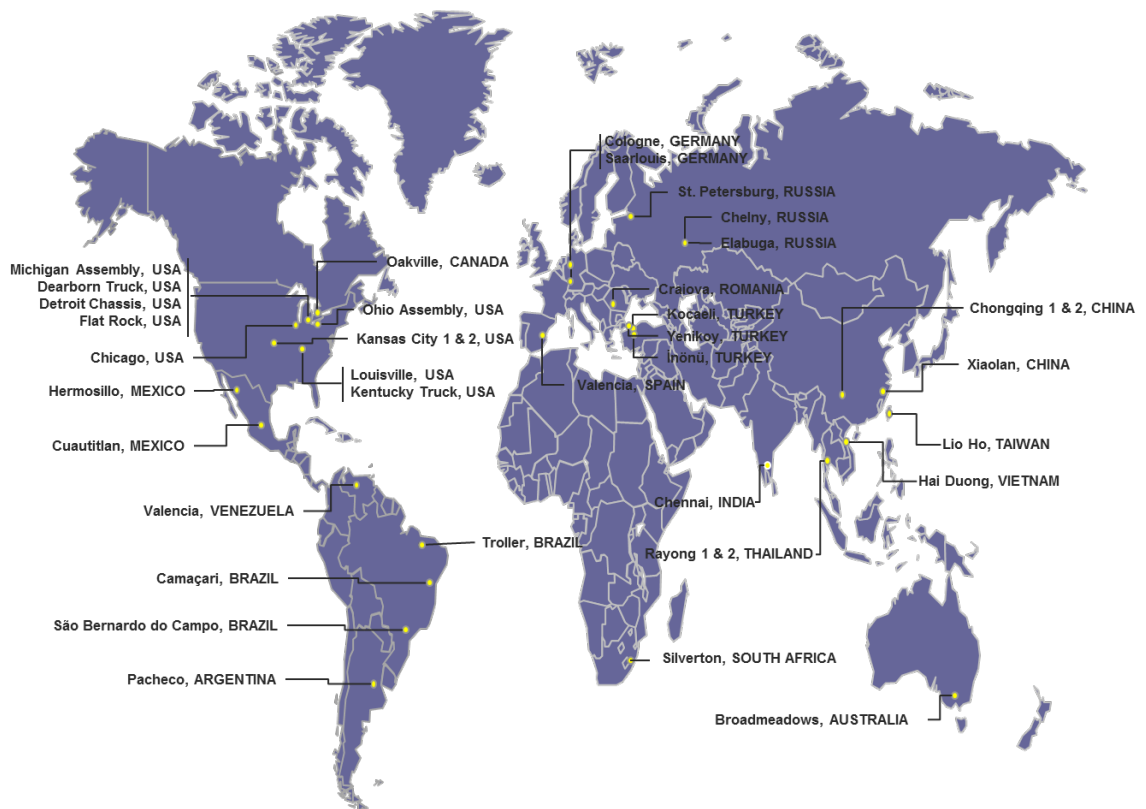 Cologne, GERMANY
Saarlouis, GERMANY
St. Petersburg, RUSSIA
Chelny, RUSSIA
Elabuga, RUSSIA
Oakville, CANADA
Michigan Assembly, USA
Dearborn Truck, USA
Detroit Chassis, USA
Flat Rock, USA
Craiova, ROMANIA
Ohio Assembly, USA
Chongqing 1 & 2, CHINA
Kocaeli, TURKEY
Yenikoy, TURKEY
İnönü, TURKEY
Kansas City 1 & 2, USA
Chicago, USA
Xiaolan, CHINA
Louisville, USA
Kentucky Truck, USA
Valencia, SPAIN
Hermosillo, MEXICO
Cuautitlan, MEXICO
Lio Ho, TAIWAN
Hai Duong, VIETNAM
Chennai, INDIA
Valencia, VENEZUELA
Troller, BRAZIL
Rayong 1 & 2, THAILAND
Camaçari, BRAZIL
São Bernardo do Campo, BRAZIL
Silverton, SOUTH AFRICA
Pacheco, ARGENTINA
Broadmeadows, AUSTRALIA